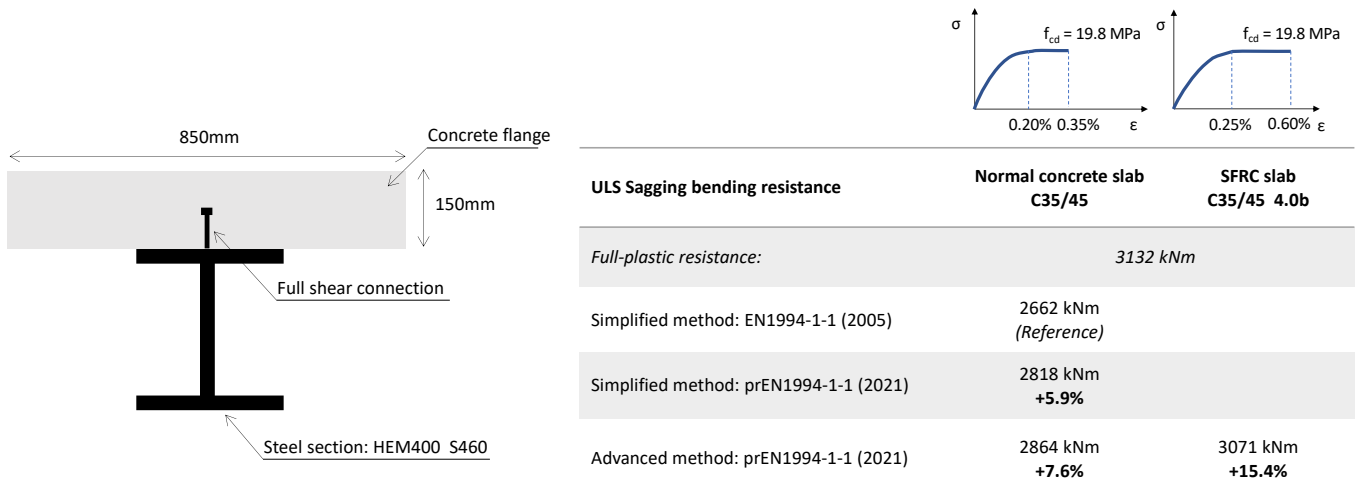 850mm
Concrete flange
150mm
Full shear connection
Steel section: HEM400 S460
σ
f_cd = 19.8 MPa
0.20% 0.35% ε
σ
f_cd = 19.8 MPa
0.25% 0.60% ε
ULS Sagging bending resistance
Normal concrete slab
C35/45
SFRC slab
C35/45 4.0b
Full-plastic resistance:
3132 kNm
Simplified method: EN1994-1-1 (2005)
2662 kNm
(Reference)
Simplified method: prEN1994-1-1 (2021)
2818 kNm
+5.9%
Advanced method: prEN1994-1-1 (2021)
2864 kNm
+7.6%
3071 kNm
+15.4%